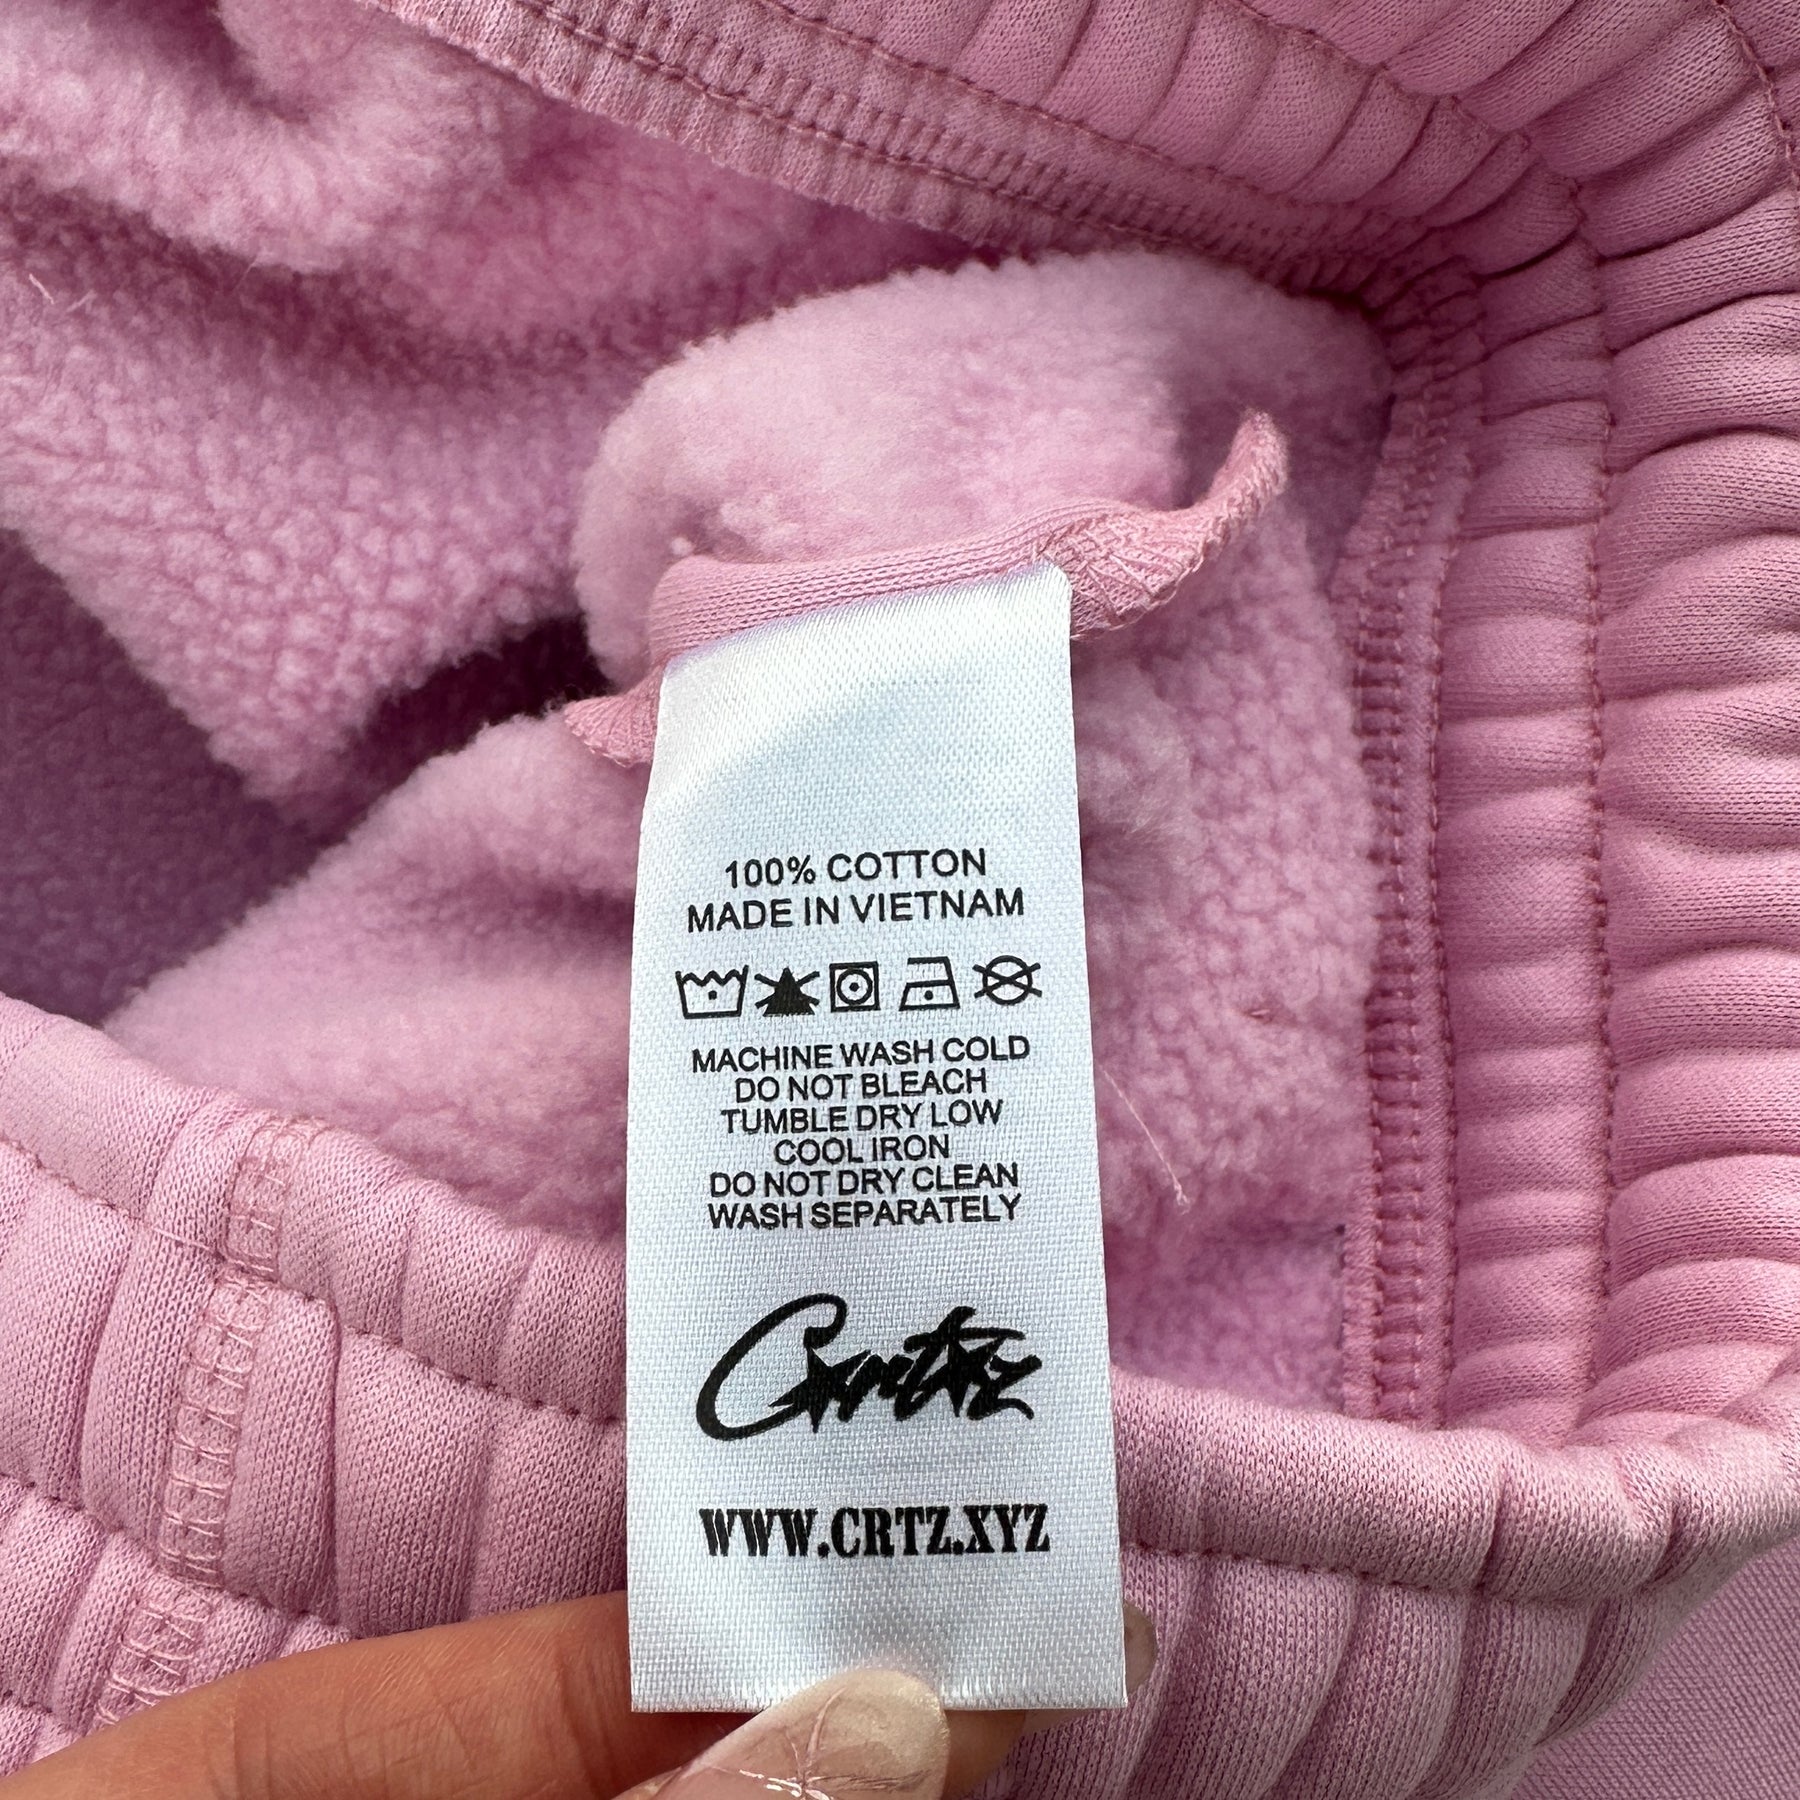 100% COTTON
MADE IN VIETNAM
MACHINE WASH COLD
DO NOT BLEACH
TUMBLE DRY LOW
COOL IRON
DO NOT DRY CLEAN
WASH SEPARATELY
Crtz
WWW.CRTZ.XYZ